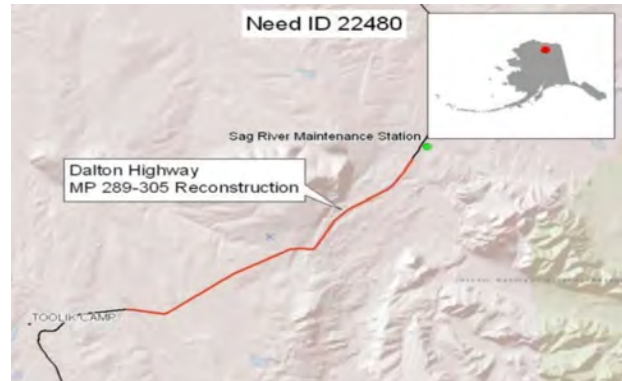 Need ID 22480
Sag River Maintenance Station
Dalton Highway
MP 289-305 Reconstruction
TOOLIK CAMP